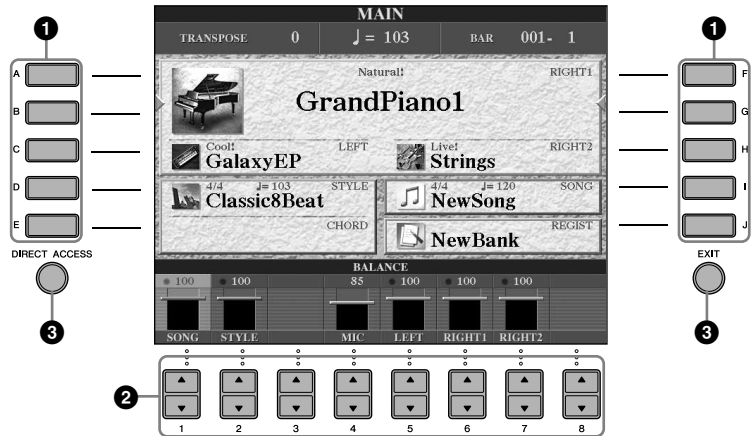 MAIN
TRANSPOSE 0 ♩= 103 BAR 001- 1
Natural! RIGHT1
GrandPiano1
Cool! LEFT Live! RIGHT2
GalaxyEP Strings
4/4 ♩=103 STYLE 4/4 ♩=120 SONG
Classic8Beat NewSong
CHORD REGIST
NewBank
BALANCE
100 100 85 100 100 100
SONG STYLE MIC LEFT RIGHT1 RIGHT2
1 1
A F
B G
C H
D I
E J
DIRECT ACCESS EXIT
3 3
2
1 2 3 4 5 6 7 8